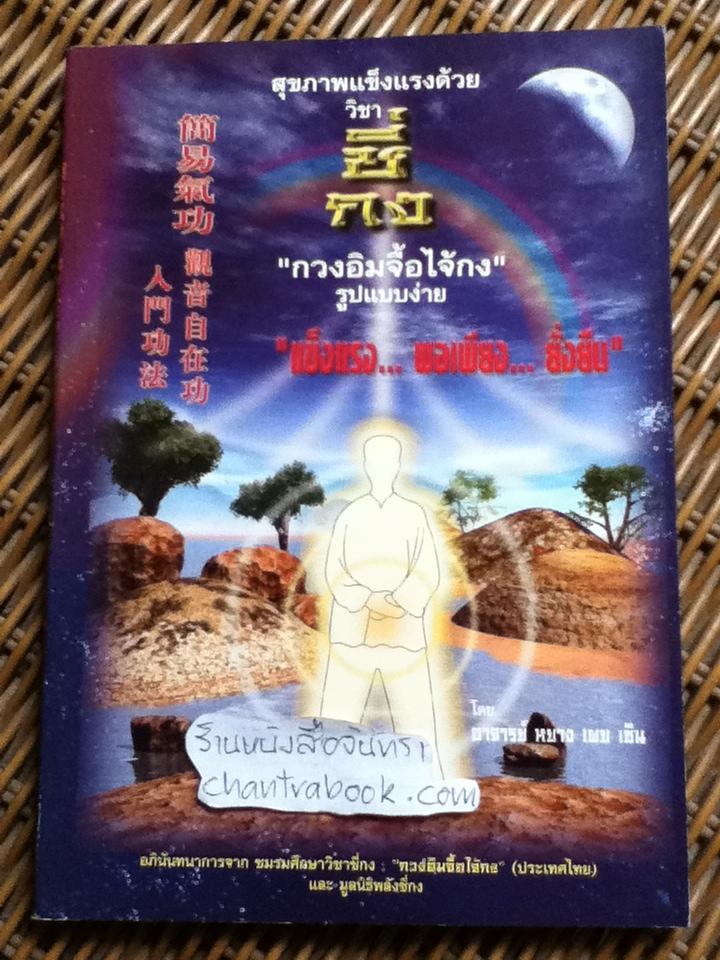 สุขภาพแข็งแรงด้วย
วิชา
ชี่
กง
"กวงอิมจื้อไจ้กง"
รูปแบบง่าย
"แข็งแรง... พอเพียง... ยั่งยืน"
簡易氣功
觀音自在功
入門功法
โดย
อาจารย์ หยาง เผย เซิน
ร้านหนังสือจันทรา
chantrabook.com
อภินันทนาการจาก ชมรมศึกษาวิชาชี่กง : "กวงอิมจื้อไจ้กง" (ประเทศไทย)
และ มูลนิธิพลังชี่กง